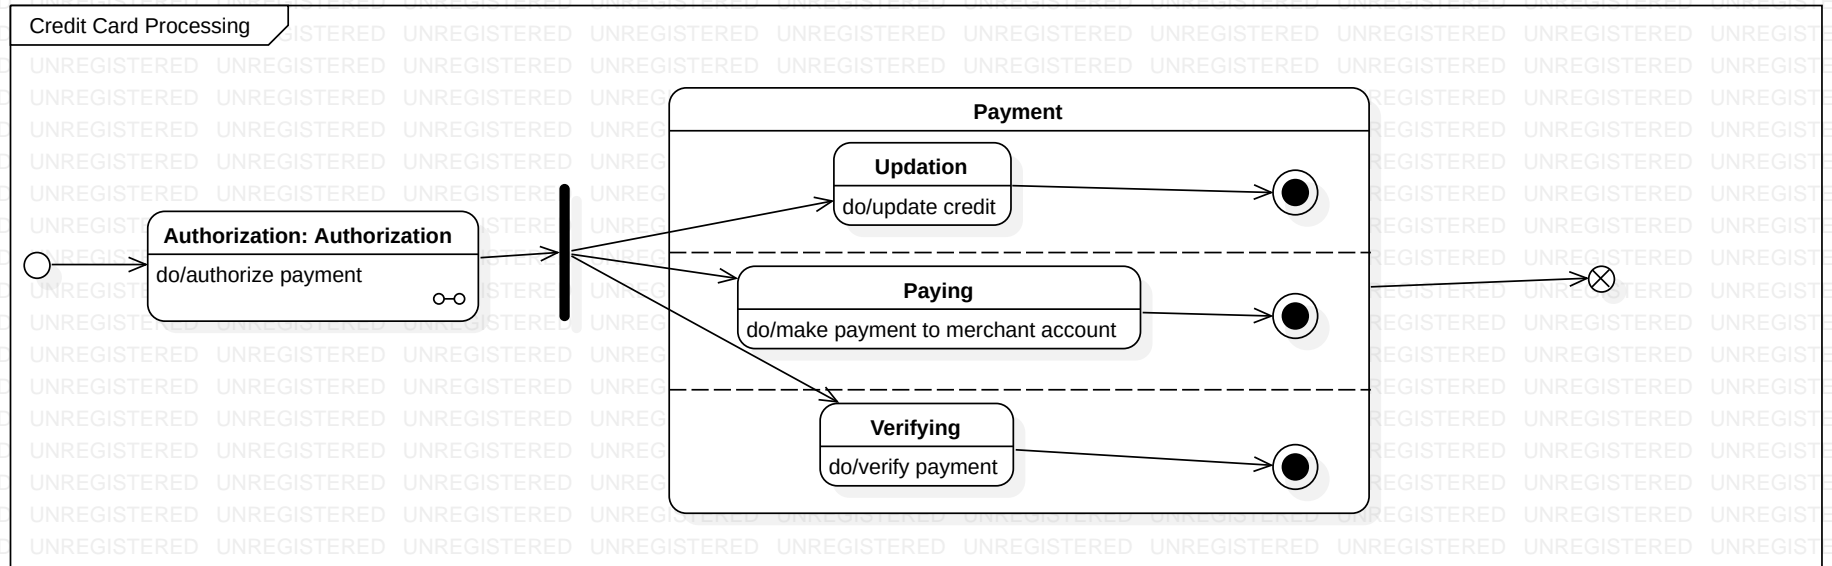 Credit Card Processing
Payment
Updation
do/update credit
Authorization: Authorization
do/authorize payment
Paying
do/make payment to merchant account
Verifying
do/verify payment
UNREGISTERED